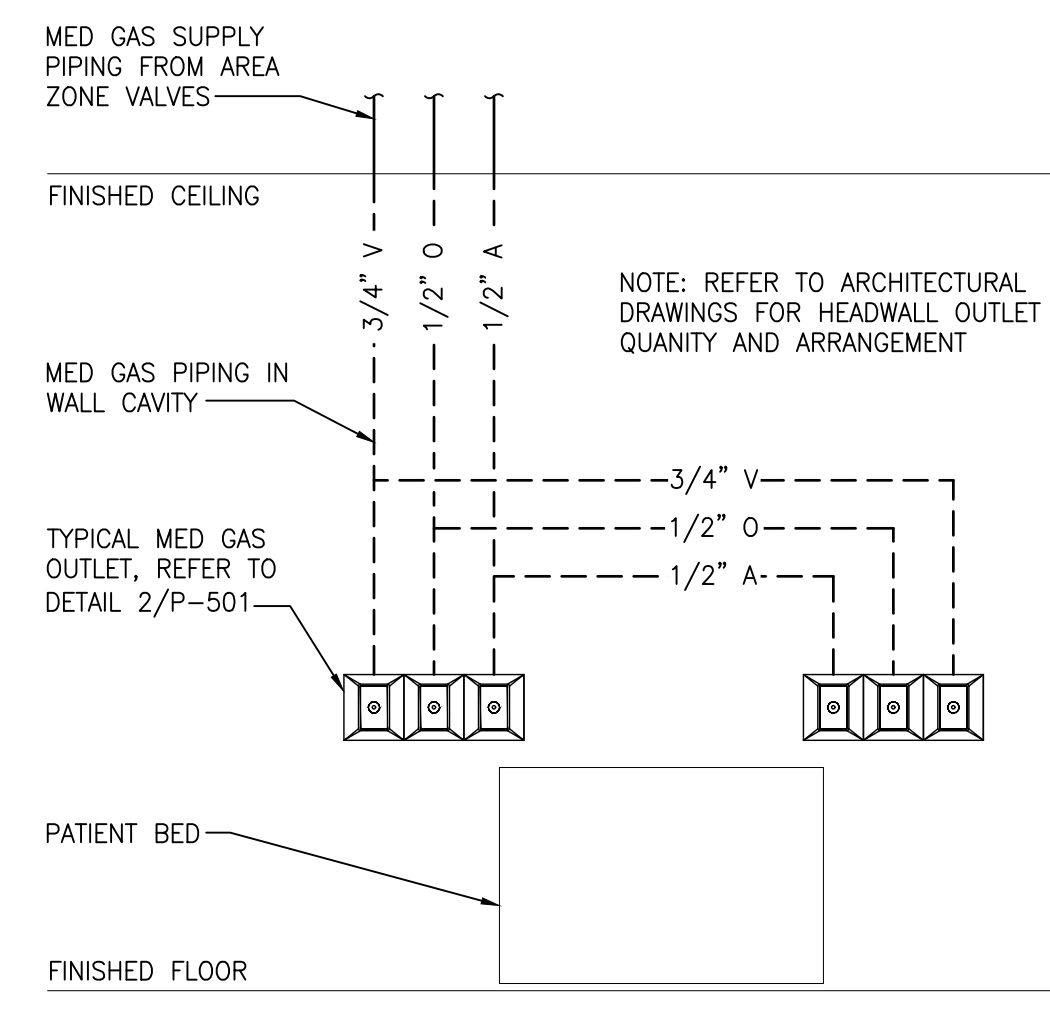 MED GAS SUPPLY
PIPING FROM AREA
ZONE VALVES
FINISHED CEILING
3/4" V
1/2" O
1/2" A
NOTE: REFER TO ARCHITECTURAL
DRAWINGS FOR HEADWALL OUTLET
QUANITY AND ARRANGEMENT
MED GAS PIPING IN
WALL CAVITY
3/4" V
1/2" O
1/2" A
TYPICAL MED GAS
OUTLET, REFER TO
DETAIL 2/P-501
PATIENT BED
FINISHED FLOOR